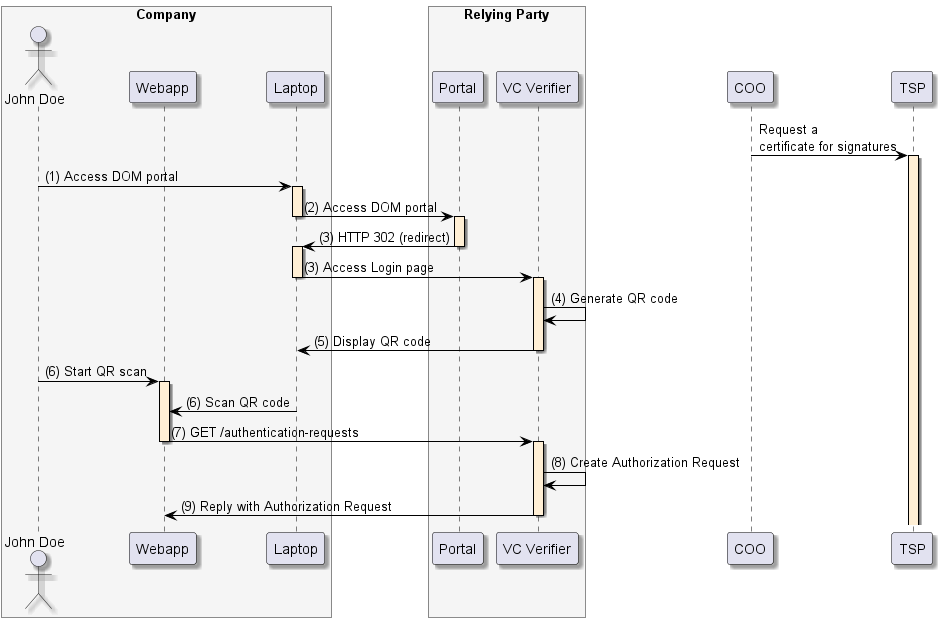 Company
Relying Party
John Doe
Webapp
Laptop
Portal
VC Verifier
COO
TSP
Request a
certificate for signatures
(1) Access DOM portal
(2) Access DOM portal
(3) HTTP 302 (redirect)
(3) Access Login page
(4) Generate QR code
(5) Display QR code
(6) Start QR scan
(6) Scan QR code
(7) GET /authentication-requests
(8) Create Authorization Request
(9) Reply with Authorization Request
John Doe
Webapp
Laptop
Portal
VC Verifier
COO
TSP